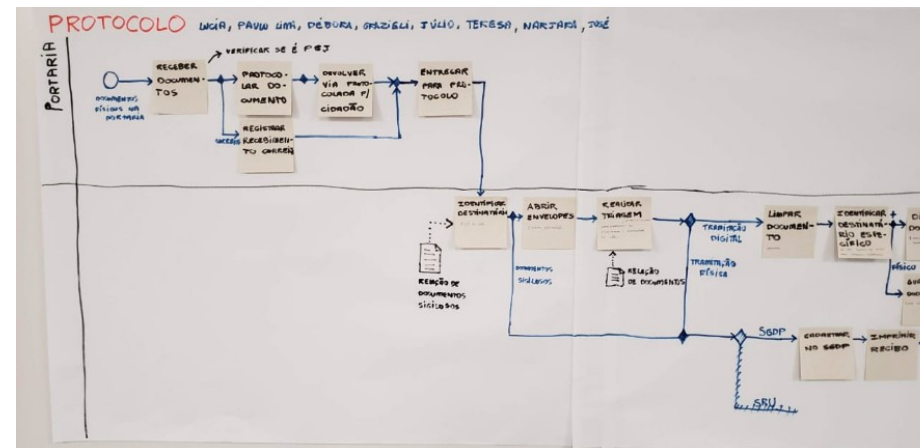 PROTOCOLO LÚCIA, PAULO LIMA, DÉBORA, GRAZIELI, JÚLIO, TERESA, NARJARA, JOSÉ
PORTARIA
VERIFICAR SE É
DOCUMENTOS
FÍSICOS NA
PORTARIA
RECEBER
DOCUMEN-
TOS
PROTOCO-
LAR DO-
CUMENTO
DEVOLVER
VIA PROTO-
COLADA P/
CIDADÃO
CORREIO
REGISTRAR
RECEBIMEN-
TO CORREIO
ENTREGAR
PARA PRO-
TOCOLO
IDENTIFICAR
DESTINATÁRIO
RELAÇÃO DE
DOCUMENTOS
SIGILOSOS
ABRIR
ENVELOPES
DOCUMENTOS
SIGILOSOS
REALIZAR
TRIAGEM
RELAÇÃO
DE DOCUMENTOS
TRAMITAÇÃO
DIGITAL
TRAMITAÇÃO
FÍSICA
LIMPAR
DOCUMEN-
TO
IDENTIFICAR
DESTINATÁ-
RIO ESPE-
CÍFICO
FÍSICO
SGDP
CADASTRAR
NO SGDP
IMPRIMIR
RECIBO